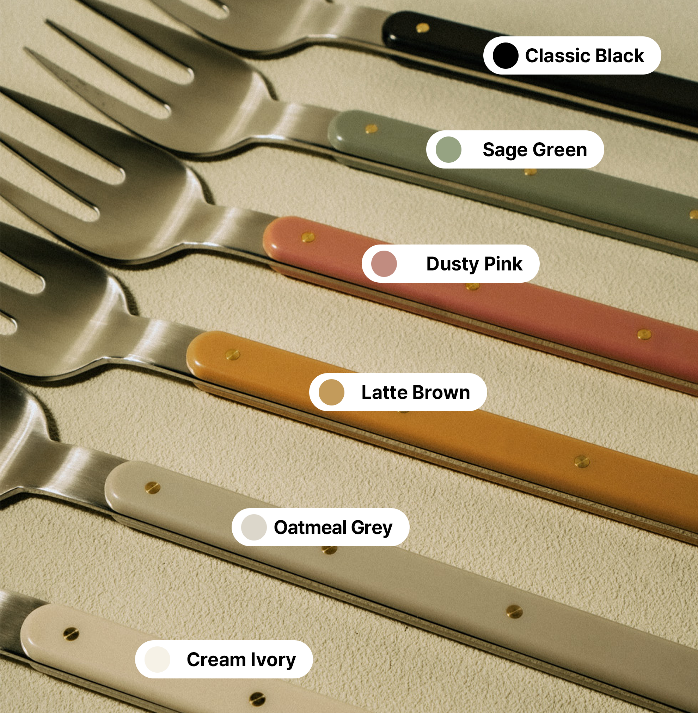 Classic Black
Sage Green
Dusty Pink
Latte Brown
Oatmeal Grey
Cream Ivory